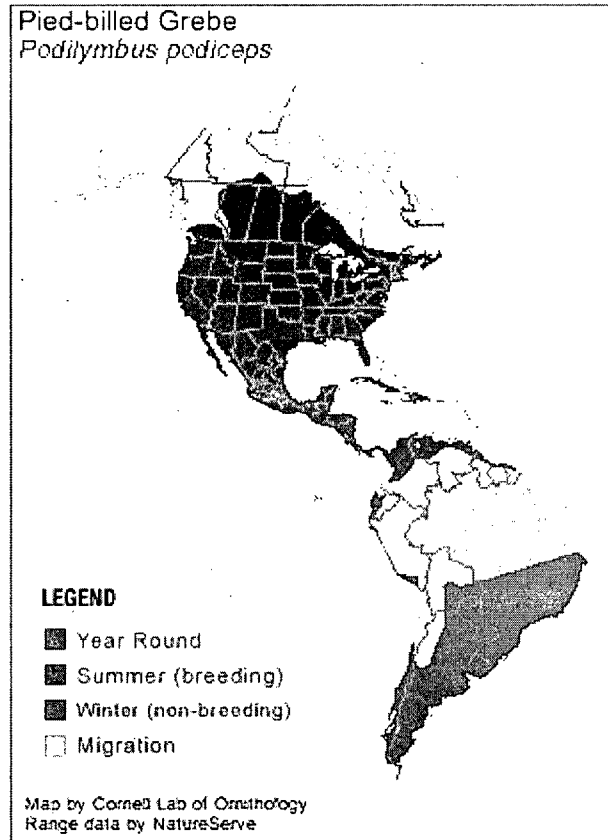 Pied-billed Grebe
Podilymbus podiceps
LEGEND
Year Round
Summer (breeding)
Winter (non-breeding)
Migration
Map by Cornell Lab of Ornithology
Range data by NatureServe